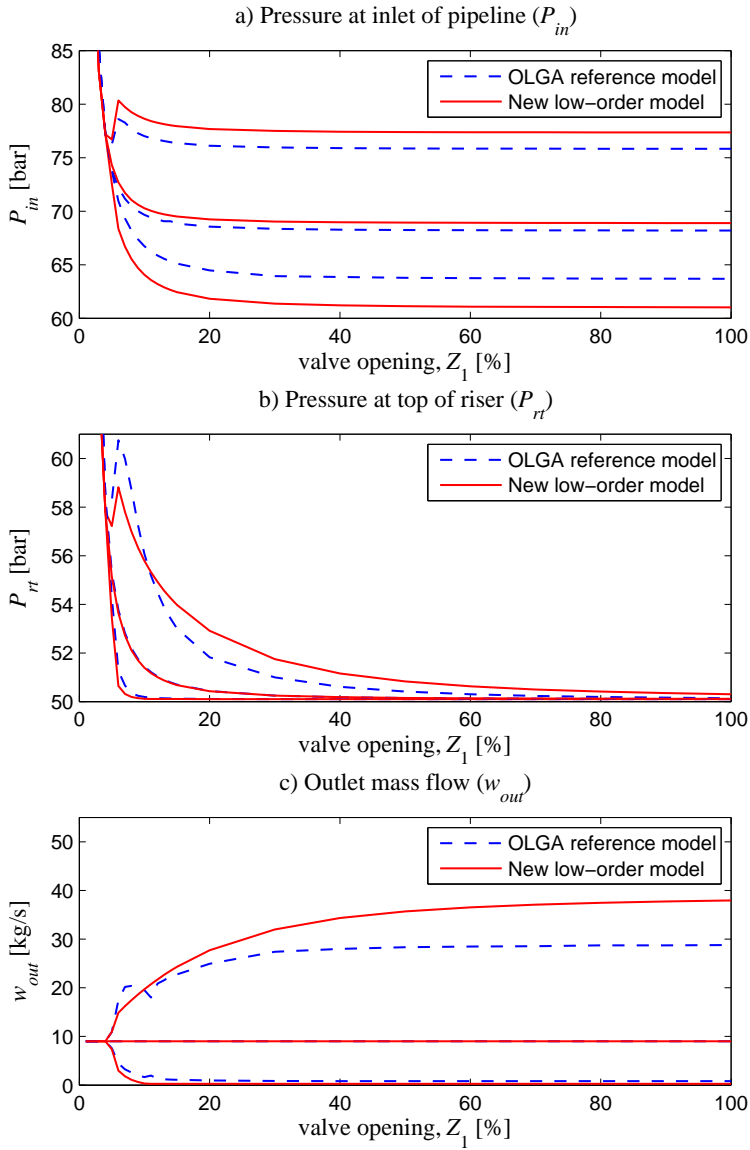 a) Pressure at inlet of pipeline (P_in)
85
80
75
70
65
60
P_in [bar]
OLGA reference model
New low−order model
0 20 40 60 80 100
valve opening, Z_1 [%]
b) Pressure at top of riser (P_rt)
60
58
56
54
52
50
P_rt [bar]
OLGA reference model
New low−order model
0 20 40 60 80 100
valve opening, Z_1 [%]
c) Outlet mass flow (w_out)
50
40
30
20
10
0
w_out [kg/s]
OLGA reference model
New low−order model
0 20 40 60 80 100
valve opening, Z_1 [%]